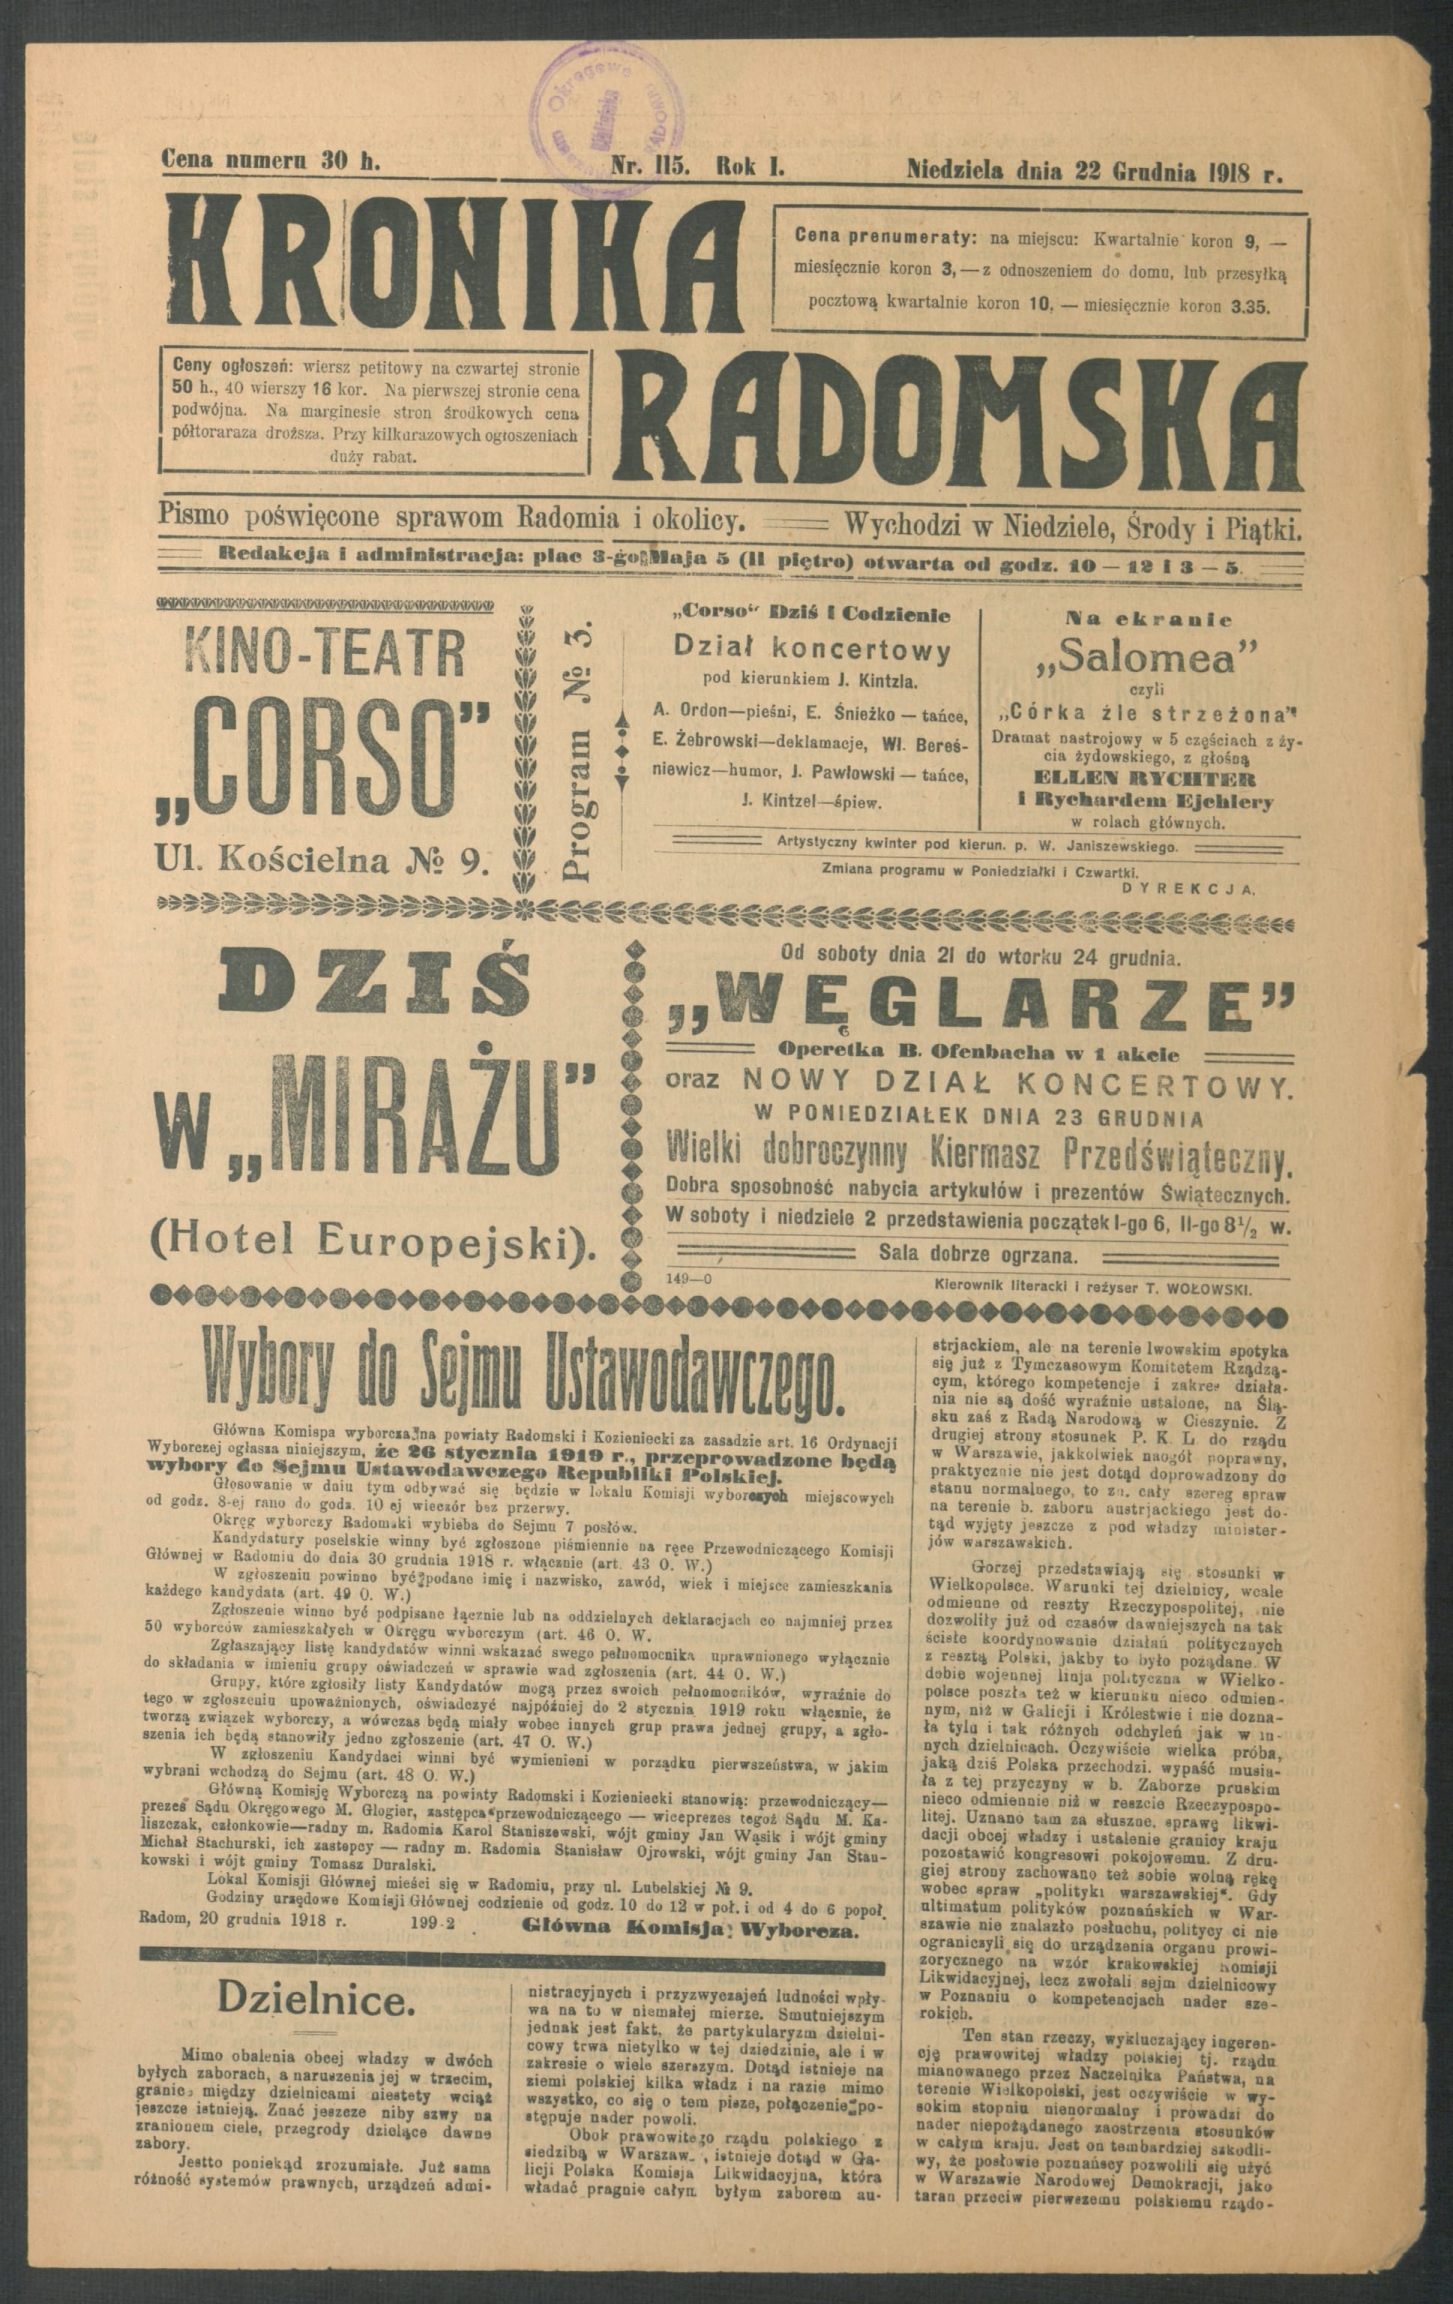 Cena numeru 30 h.
Nr. 115. Rok I.
Niedziela dnia 22 Grudnia 1918 r.
KRONIKA
Cena prenumeraty: na miejscu: Kwartalnie koron 9, —
miesięcznie koron 3, — z odnoszeniem do domu, lub przesyłką
pocztową kwartalnie koron 10, — miesięcznie koron 3.35.
Ceny ogłoszeń: wiersz petitowy na czwartej stronie
50 h., 40 wierszy 16 kor. Na pierwszej stronie cena
podwójna. Na marginesie stron środkowych cena
półtoraraza droższa. Przy kilkurazowych ogłoszeniach
duży rabat.
RADOMSKA
Pismo poświęcone sprawom Radomia i okolicy.
Wychodzi w Niedziele, Środy i Piątki.
Redakcja i administracja: plac 3-go Maja 5 (II piętro) otwarta od godz. 10 — 12 i 3 — 5.
KINO-TEATR
„CORSO”
Ul. Kościelna № 9.
Program № 3.
„Corso“ Dziś i Codzienie
Dział koncertowy
pod kierunkiem J. Kintzla.
A. Ordon—pieśni, E. Śnieżko — tańce,
E. Żebrowski—deklamacje, Wł. Bereś-
niewicz—humor, J. Pawłowski — tańce,
J. Kintzel—śpiew.
Na ekranie
„Salomea”
czyli
„Córka źle strzeżona”
Dramat nastrojowy w 5 częściach z ży-
cia żydowskiego, z głośną
ELLEN RYCHTER
i Rychardem Ejchlery
w rolach głównych.
Artystyczny kwinter pod kierun. p. W. Janiszewskiego.
Zmiana programu w Poniedziałki i Czwartki.
DYREKCJA.
DZIŚ
w „MIRAŻU”
(Hotel Europejski).
Od soboty dnia 21 do wtorku 24 grudnia.
„WĘGLARZE”
Operetka B. Ofenbacha w 1 akcie
oraz NOWY DZIAŁ KONCERTOWY.
W PONIEDZIAŁEK DNIA 23 GRUDNIA
Wielki dobroczynny Kiermasz Przedświąteczny.
Dobra sposobność nabycia artykułów i prezentów Świątecznych.
W soboty i niedziele 2 przedstawienia początek I-go 6, II-go 8½ w.
Sala dobrze ogrzana.
149—0
Kierownik literacki i reżyser T. WOŁOWSKI.
Wybory do Sejmu Ustawodawczego.
Główna Komispa wyborcza na powiaty Radomski i Kozieniecki za zasadzie art. 16 Ordynacji
Wyborczej ogłasza niniejszym, że 26 stycznia 1919 r., przeprowadzone będą
wybory do Sejmu Ustawodawczego Republiki Polskiej.
Głosowanie w dniu tym odbywać się będzie w lokalu Komisji wyborczych miejscowych
od godz. 8-ej rano do godz. 10 ej wieczór bez przerwy.
Okręg wyborczy Radomski wybieba do Sejmu 7 posłów.
Kandydatury poselskie winny być zgłoszone piśmiennie na ręce Przewodniczącego Komisji
Głównej w Radomiu do dnia 30 grudnia 1918 r. włącznie (art. 43 O. W.)
W zgłoszeniu powinno być podane imię i nazwisko, zawód, wiek i miejsce zamieszkania
każdego kandydata (art. 49 O. W.)
Zgłoszenie winno być podpisane łącznie lub na oddzielnych deklaracjach co najmniej przez
50 wyborców zamieszkałych w Okręgu wyborczym (art. 46 O. W.
Zgłaszający listę kandydatów winni wskazać swego pełnomocnika uprawnionego wyłącznie
do składania w imieniu grupy oświadczeń w sprawie wad zgłoszenia (art. 44 O. W.)
Grupy, które zgłosiły listy Kandydatów mogą przez swoich pełnomocników, wyraźnie do
tego w zgłoszeniu upoważnionych, oświadczyć najpóźniej do 2 stycznia 1919 roku włącznie, że
tworzą związek wyborczy, a wówczas będą miały wobec innych grup prawa jednej grupy, a zgło-
szenia ich będą stanowiły jedno zgłoszenie (art. 47 O. W.)
W zgłoszeniu Kandydaci winni być wymienieni w porządku pierwszeństwa, w jakim
wybrani wchodzą do Sejmu (art. 48 O. W.)
Główną Komisję Wyborczą na powiaty Radomski i Kozieniecki stanowią: przewodniczący—
prezes Sądu Okręgowego M. Glogier, zastępca przewodniczącego — wiceprezes tegoż Sądu M. Ka-
liszczak, członkowie—radny m. Radomia Karol Staniszewski, wójt gminy Jan Wąsik i wójt gminy
Michał Stachurski, ich zastępcy — radny m. Radomia Stanisław Ojrowski, wójt gminy Jan Stan-
kowski i wójt gminy Tomasz Duralski.
Lokal Komisji Głównej mieści się w Radomiu, przy ul. Lubelskiej № 9.
Godziny urzędowe Komisji Głównej codzienie od godz. 10 do 12 w poł. i od 4 do 6 popoł.
Radom, 20 grudnia 1918 r.
199-2
Główna Komisja Wyborcza.
Dzielnice.
Mimo obalenia obcej władzy w dwóch
byłych zaborach, a naruszenia jej w trzecim,
granice między dzielnicami niestety wciąż
jeszcze istnieją. Znać jeszcze niby szwy na
zranionem ciele, przegrody dzielące dawne
zabory.
Jestto poniekąd zrozumiałe. Już sama
różność systemów prawnych, urządzeń admi-
nistracyjnych i przyzwyczajeń ludności wpły-
wa na to w niemałej mierze. Smutniejszym
jednak jest fakt, że partykularyzm dzielni-
cowy trwa nietylko w tej dziedzinie, ale i w
zakresie o wiele szerszym. Dotąd istnieje na
ziemi polskiej kilka władz i na razie mimo
wszystko, co się o tem pisze, połączenie po-
stępuje nader powoli.
Obok prawowitego rządu polskiego z
siedzibą w Warszaw. , istnieje dotąd w Ga-
licji Polska Komisja Likwidacyjna, która
władać pragnie całym byłym zaborem au-
strjackiem, ale na terenie lwowskim spotyka
się już z Tymczasowym Komitetem Rządzą-
cym, którego kompetencje i zakres działa-
nia nie są dość wyraźnie ustalone, na Ślą-
sku zaś z Radą Narodową w Cieszynie. Z
drugiej strony stosunek P. K. L. do rządu
w Warszawie, jakkolwiek naogół poprawny,
praktycznie nie jest dotąd doprowadzony do
stanu normalnego, to zn. cały szereg spraw
na terenie b. zaboru austrjackiego jest do-
tąd wyjęty jeszcze z pod władzy minister-
jów warszawskich.
Gorzej przedstawiają się stosunki w
Wielkopolsce. Warunki tej dzielnicy, wcale
odmienne od reszty Rzeczypospolitej, nie
dozwoliły już od czasów dawniejszych na tak
ścisłe koordynowanie działań politycznych
z resztą Polski, jakby to było pożądane. W
dobie wojennej linja polityczna w Wielko-
polsce poszła też w kierunku nieco odmien-
nym, niż w Galicji i Królestwie i nie dozna-
ła tylu i tak różnych odchyleń jak w in-
nych dzielnicach. Oczywiście wielka próba,
jaką dziś Polska przechodzi. wypaść musia-
ła z tej przyczyny w b. Zaborze pruskim
nieco odmiennie niż w reszcie Rzeczypospo-
litej. Uznano tam za słuszne. sprawę likwi-
dacji obcej władzy i ustalenie granicy kraju
pozostawić kongresowi pokojowemu. Z dru-
giej strony zachowano też sobie wolną rękę
wobec spraw „polityki warszawskiej“. Gdy
ultimatum polityków poznańskich w War-
szawie nie znalazło posłuchu, politycy ci nie
ograniczyli się do urządzenia organu prowi-
zorycznego na wzór krakowskiej Komisji
Likwidacyjnej, lecz zwołali sejm dzielnicowy
w Poznaniu o kompetencjach nader sze-
rokich.
Ten stan rzeczy, wykluczający ingeren-
cję prawowitej władzy polskiej tj. rządu
mianowanego przez Naczelnika Państwa, na
terenie Wielkopolski, jest oczywiście w wy-
sokim stopniu nienormalny i prowadzi do
nader niepożądanego zaostrzenia stosunków
w całym kraju. Jest on tembardziej szkodli-
wy, że posłowie poznańscy pozwolili się użyć
w Warszawie Narodowej Demokracji, jako
taran przeciw pierwszemu polskiemu rządo-